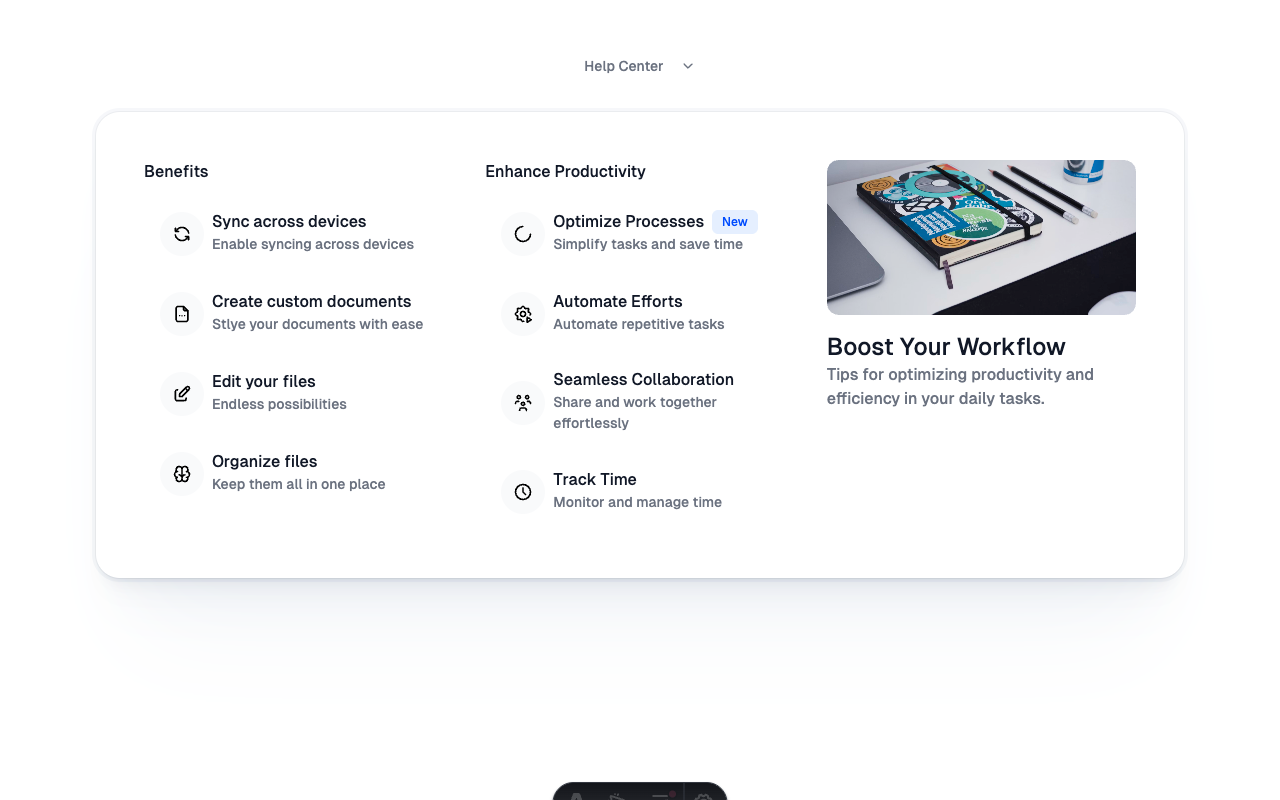 Help Center
Benefits
Sync across devices
Enable syncing across devices
Create custom documents
Stlye your documents with ease
Edit your files
Endless possibilities
Organize files
Keep them all in one place
Enhance Productivity
Optimize Processes New
Simplify tasks and save time
Automate Efforts
Automate repetitive tasks
Seamless Collaboration
Share and work together
effortlessly
Track Time
Monitor and manage time
Boost Your Workflow
Tips for optimizing productivity and
efficiency in your daily tasks.